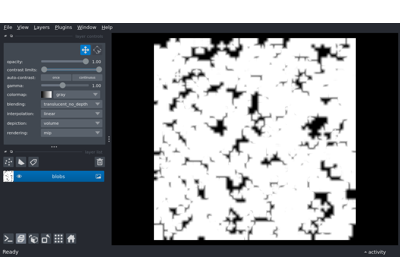 File View Layers Plugins Window Help
opacity: 1.00
contrast limits:
auto-contrast: once continuous
gamma: 1.00
colormap: gray
blending: translucent_no_depth
interpolation: linear
depiction: volume
rendering: mip
blobs
Ready
activity